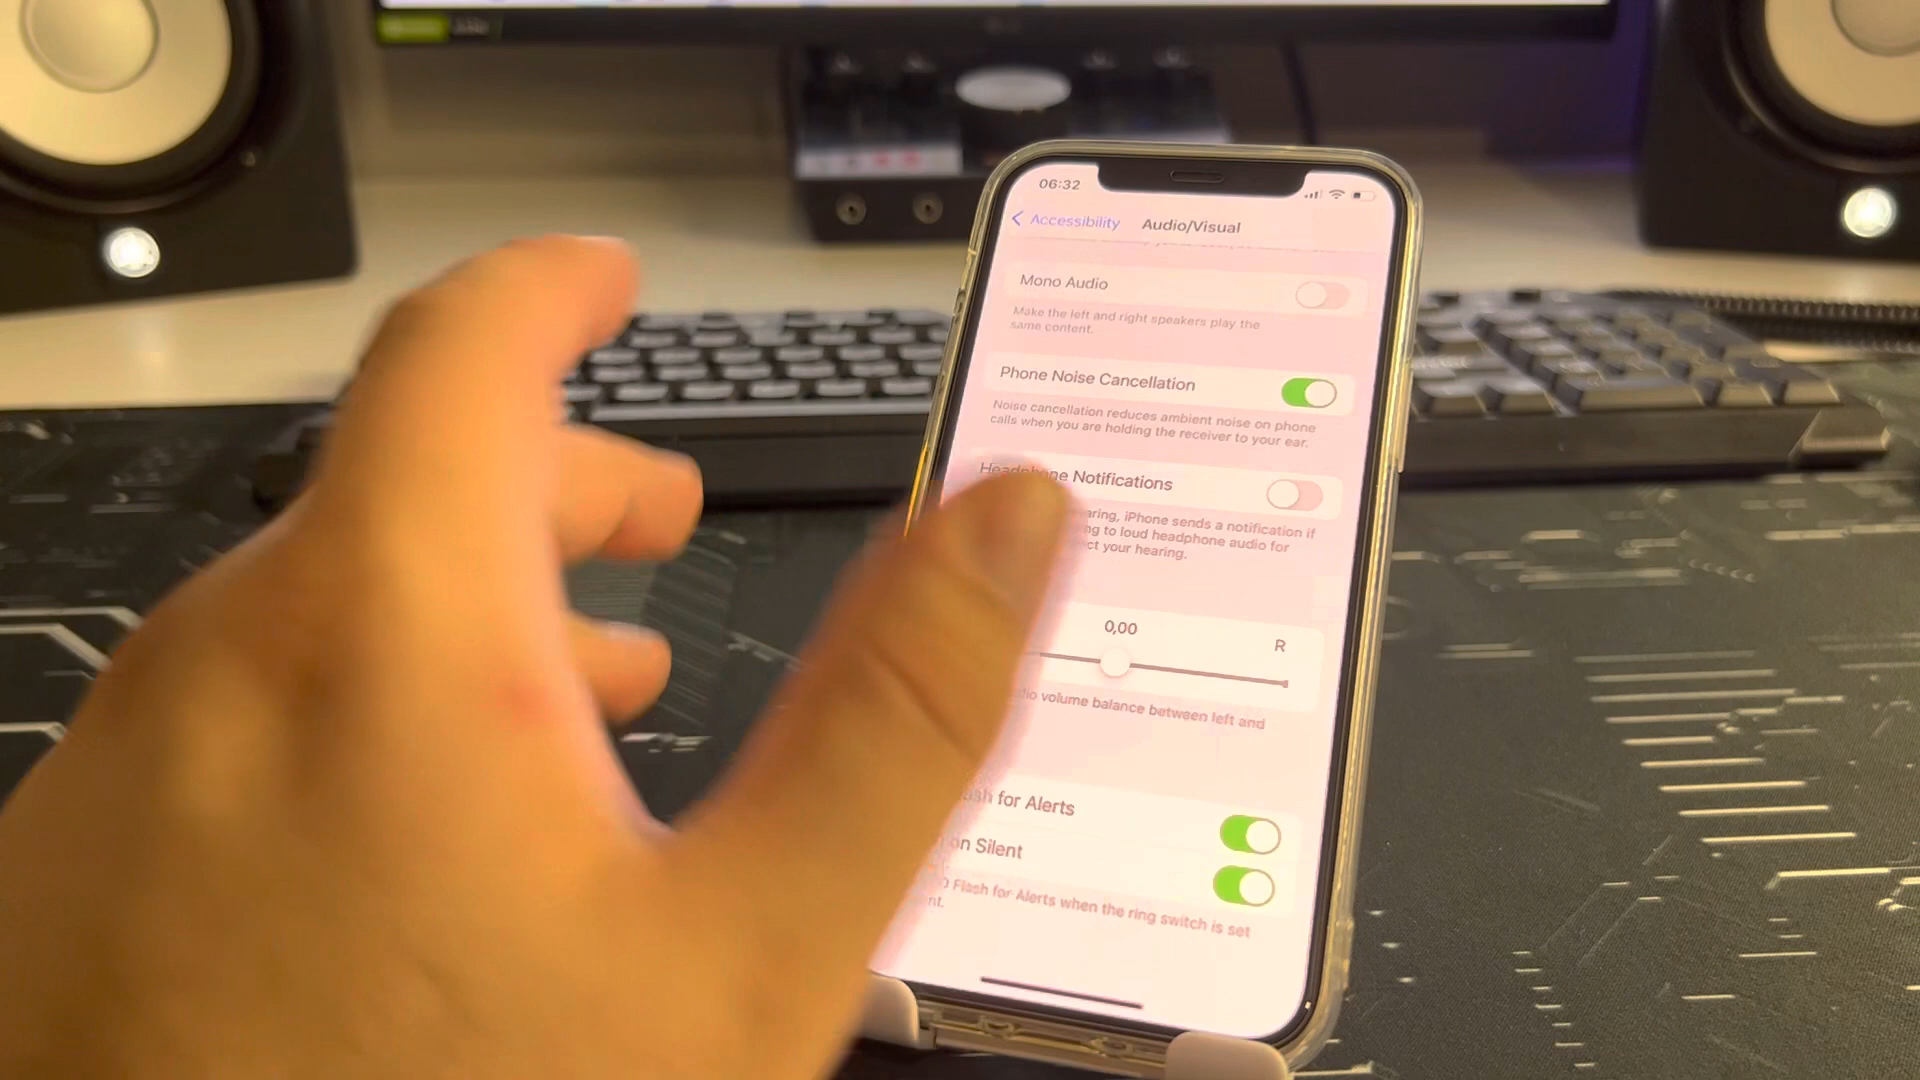 06:32
Accessibility
Audio/Visual
Mono Audio
Make the left and right speakers play the
same content.
Phone Noise Cancellation
Noise cancellation reduces ambient noise on phone
calls when you are holding the receiver to your ear.
Headphone Notifications
iPhone sends a notification if
to loud headphone audio for
your hearing.
0,00
R
volume balance between left and
for Alerts
on Silent
Flash for Alerts when the ring switch is set